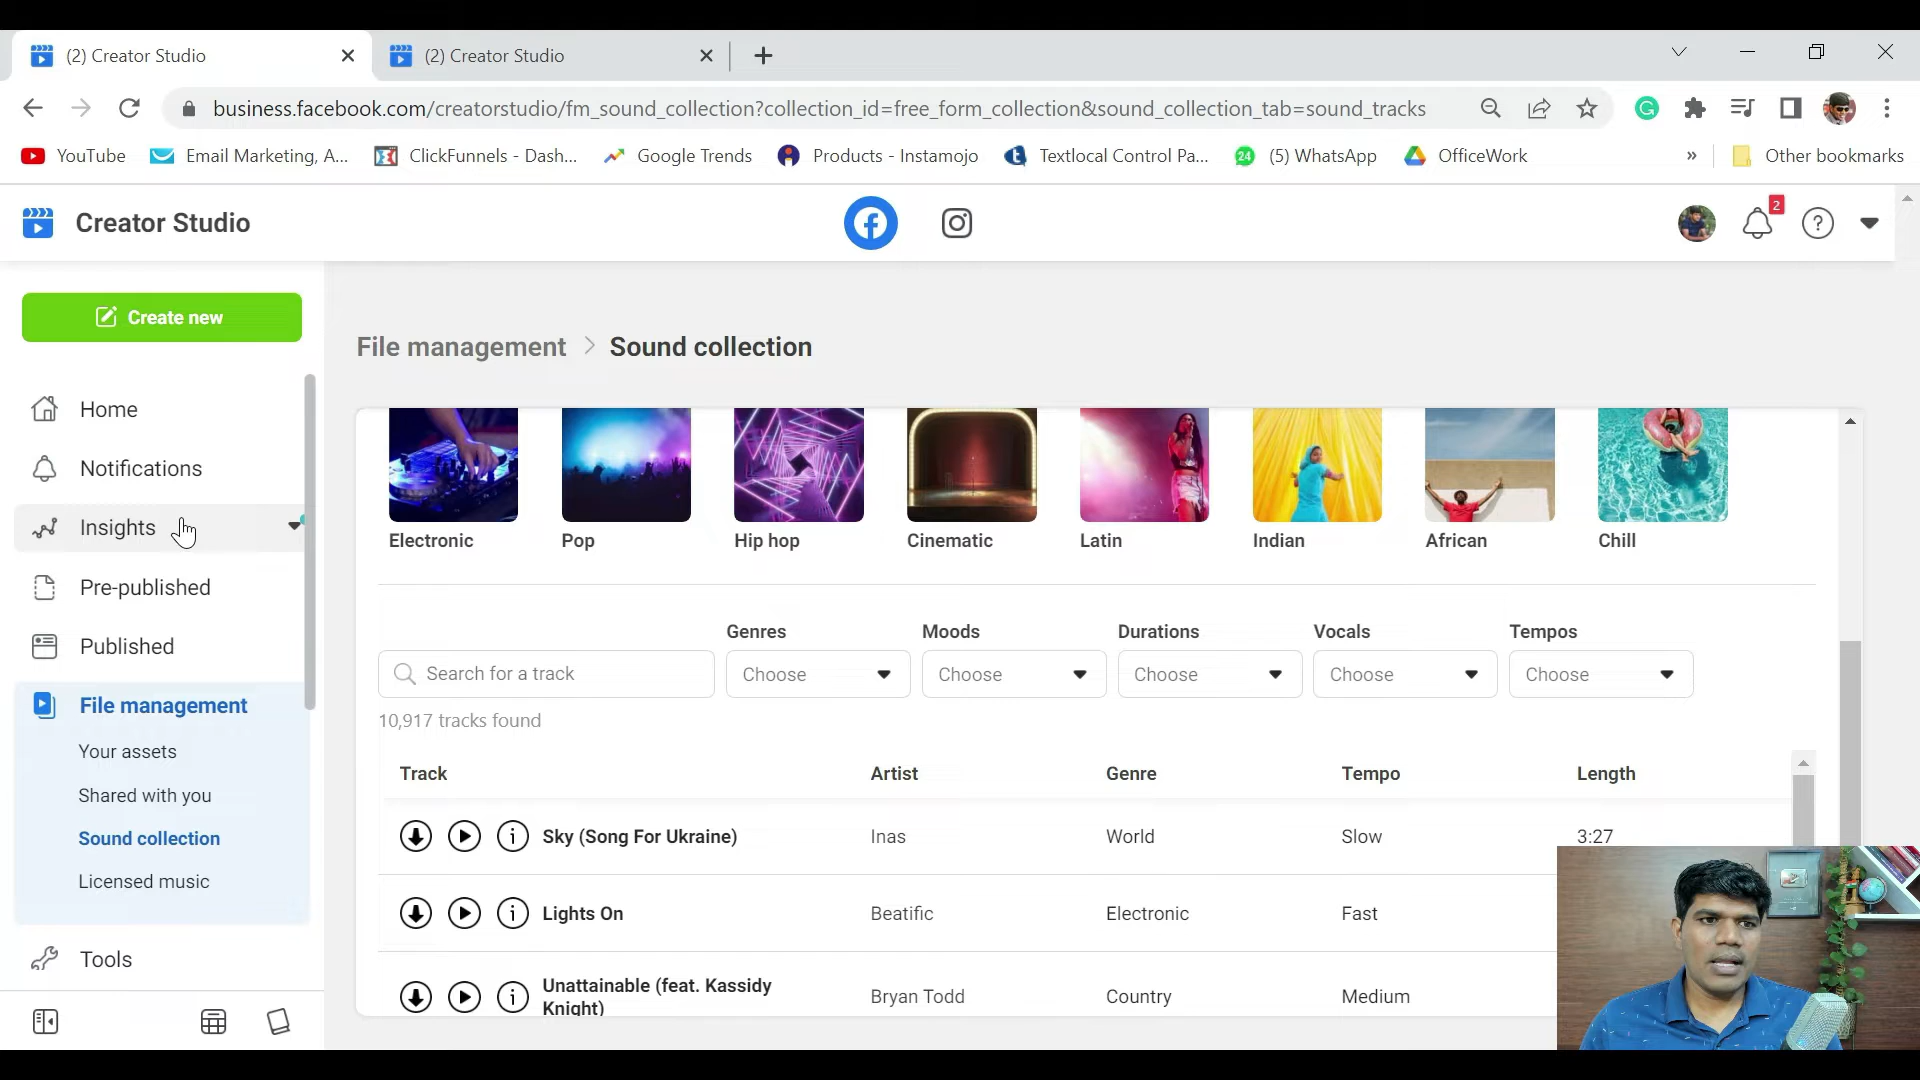 (2) Creator Studio
(2) Creator Studio
business.facebook.com/creatorstudio/fm_sound_collection?collection_id=free_form_collection&sound_collection_tab=sound_tracks
YouTube
Email Marketing, A...
ClickFunnels - Dash...
Google Trends
Products - Instamojo
Textlocal Control Pa...
24
(5) WhatsApp
OfficeWork
»
Other bookmarks
Creator Studio
2
Create new
Home
Notifications
Insights
Pre-published
Published
File management
Your assets
Shared with you
Sound collection
Licensed music
Tools
File management > Sound collection
Electronic
Pop
Hip hop
Cinematic
Latin
Indian
African
Chill
Genres
Moods
Durations
Vocals
Tempos
Search for a track
Choose
Choose
Choose
Choose
Choose
10,917 tracks found
Track Artist Genre Tempo Length
Sky (Song For Ukraine) Inas World Slow 3:27
Lights On Beatific Electronic Fast
Unattainable (feat. Kassidy
Knight) Bryan Todd Country Medium